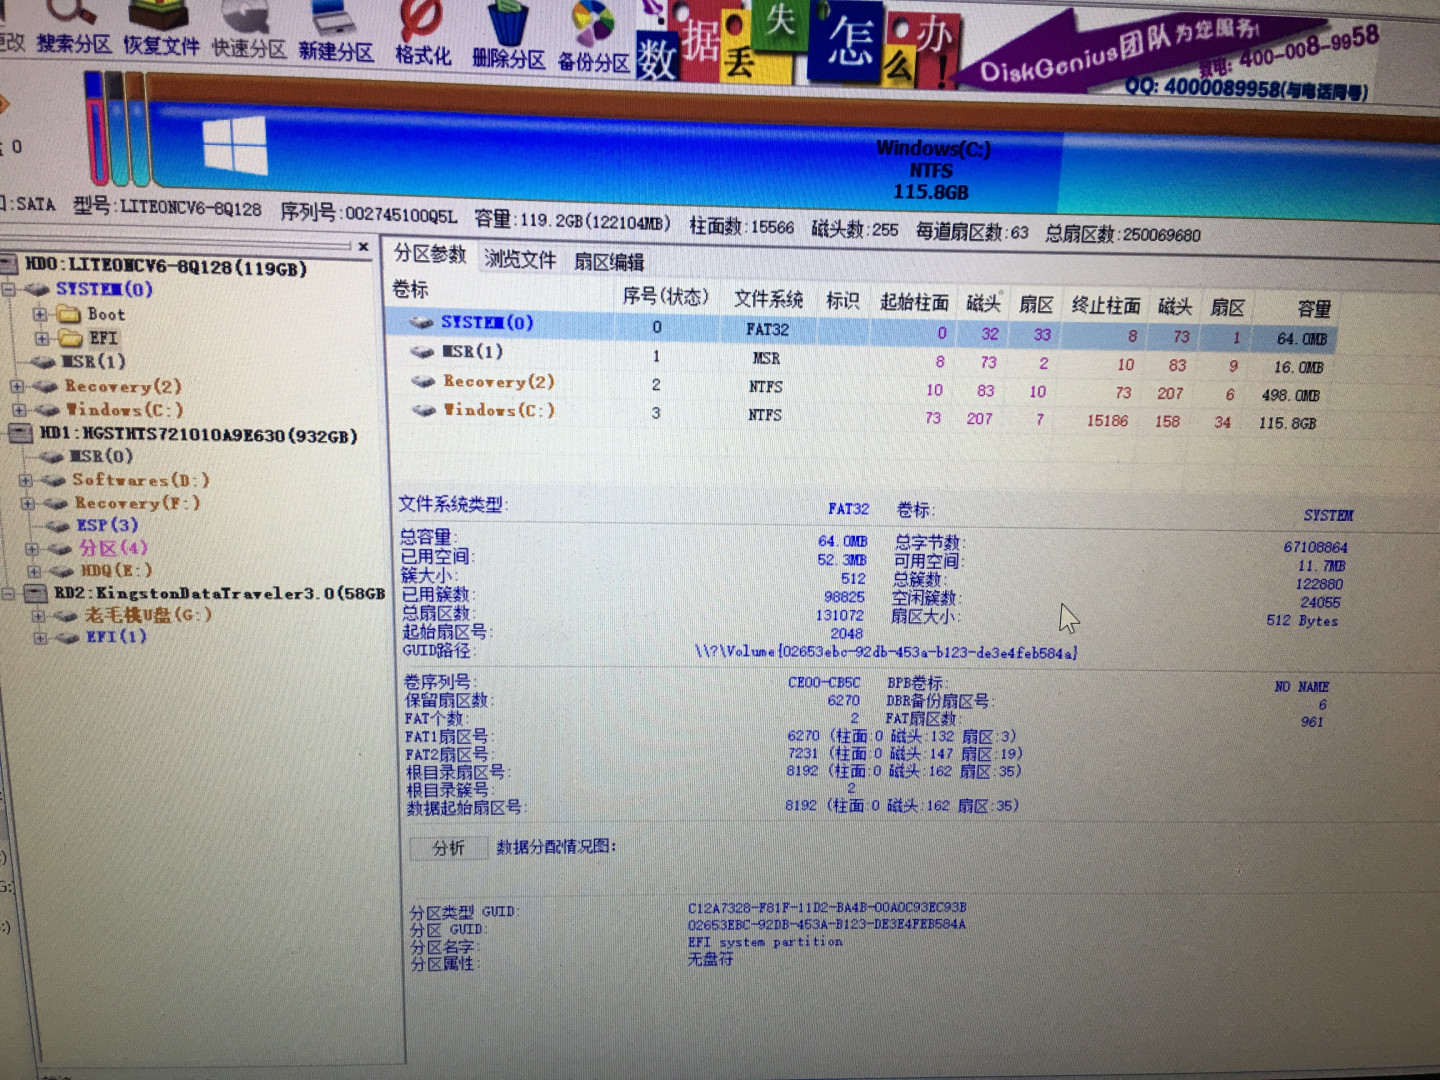 更改 搜索分区 恢复文件 快速分区 新建分区 格式化 删除分区 备份分区
数据丢失怎么办!
DiskGenius团队为您服务!
致电: 400-008-9958
QQ: 4000089958(与电话同号)
0
Windows(C:)
NTFS
115.8GB
:SATA 型号:LITEONCV6-8Q128 序列号:002745100Q5L 容量:119.2GB(122104MB) 柱面数:15566 磁头数:255 每道扇区数:63 总扇区数:250069680
HD0:LITEONCV6-8Q128(119GB)
SYSTEM(0)
Boot
EFI
MSR(1)
Recovery(2)
Windows(C:)
HD1:HGSTHTS721010A9E630(932GB)
MSR(0)
Softwares(D:)
Recovery(F:)
ESP(3)
分区(4)
HDQ(E:)
RD2:KingstonDataTraveler3.0(58GB
老毛桃U盘(G:)
EFI(1)
分区参数 浏览文件 扇区编辑
卷标 序号(状态) 文件系统 标识 起始柱面 磁头 扇区 终止柱面 磁头 扇区 容量
SYSTEM(0) 0 FAT32 0 32 33 8 73 1 64.0MB
MSR(1) 1 MSR 8 73 2 10 83 9 16.0MB
Recovery(2) 2 NTFS 10 83 10 73 207 6 498.0MB
Windows(C:) 3 NTFS 73 207 7 15186 158 34 115.8GB
文件系统类型: FAT32 卷标: SYSTEM
总容量: 64.0MB 总字节数: 67108864
已用空间: 52.3MB 可用空间: 11.7MB
簇大小: 512 总簇数: 122880
已用簇数: 98825 空闲簇数: 24055
总扇区数: 131072 扇区大小: 512 Bytes
起始扇区号: 2048
GUID路径: \\?\Volume{02653ebc-92db-453a-b123-de3e4feb584a}
卷序列号: CE00-CB5C BPB卷标: NO NAME
保留扇区数: 6270 DBR备份扇区号: 6
FAT个数: 2 FAT扇区数: 961
FAT1扇区号: 6270 (柱面:0 磁头:132 扇区:3)
FAT2扇区号: 7231 (柱面:0 磁头:147 扇区:19)
根目录扇区号: 8192 (柱面:0 磁头:162 扇区:35)
根目录簇号: 2
数据起始扇区号: 8192 (柱面:0 磁头:162 扇区:35)
分析 数据分配情况图:
分区类型 GUID: C12A7328-F81F-11D2-BA4B-00A0C93EC93B
分区 GUID: 02653EBC-92DB-453A-B123-DE3E4FEB584A
分区名字: EFI system partition
分区属性: 无盘符